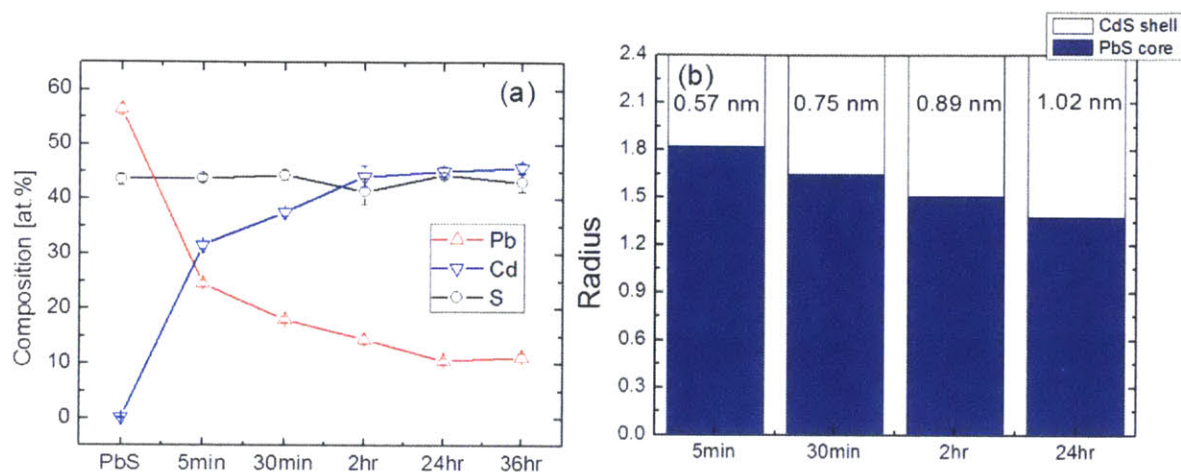 (a)
Composition [at.%]
60
50
40
30
20
10
0
Pb
Cd
S
PbS 5min 30min 2hr 24hr 36hr
CdS shell
PbS core
(b)
Radius
2.4
2.1
1.8
1.5
1.2
0.9
0.6
0.3
0.0
0.57 nm 0.75 nm 0.89 nm 1.02 nm
5min 30min 2hr 24hr